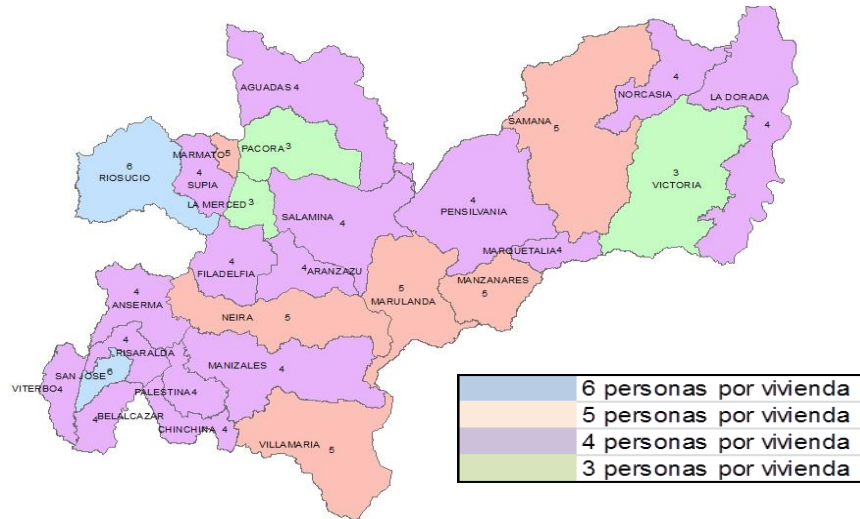 AGUADAS 4
NORCASIA
4
LA DORADA
4
SAMANA
5
MARMATO 5
PACORA 3
6
RIOSUCIO
4
SUPIA
3
VICTORIA
LA MERCED 3
SALAMINA
4
4
PENSILVANIA
MARQUETALIA 4
4
FILADELFIA
4
ARANZAZU
5
MARULANDA
MANZANARES
5
4
ANSERMA
NEIRA
5
4
RISARALDA
SAN JOSE 6
MANIZALES
4
VITERBO 4
PALESTINA 4
4
BELALCAZAR
CHINCHINA 4
VILLAMARIA
5
6 personas por vivienda
5 personas por vivienda
4 personas por vivienda
3 personas por vivienda